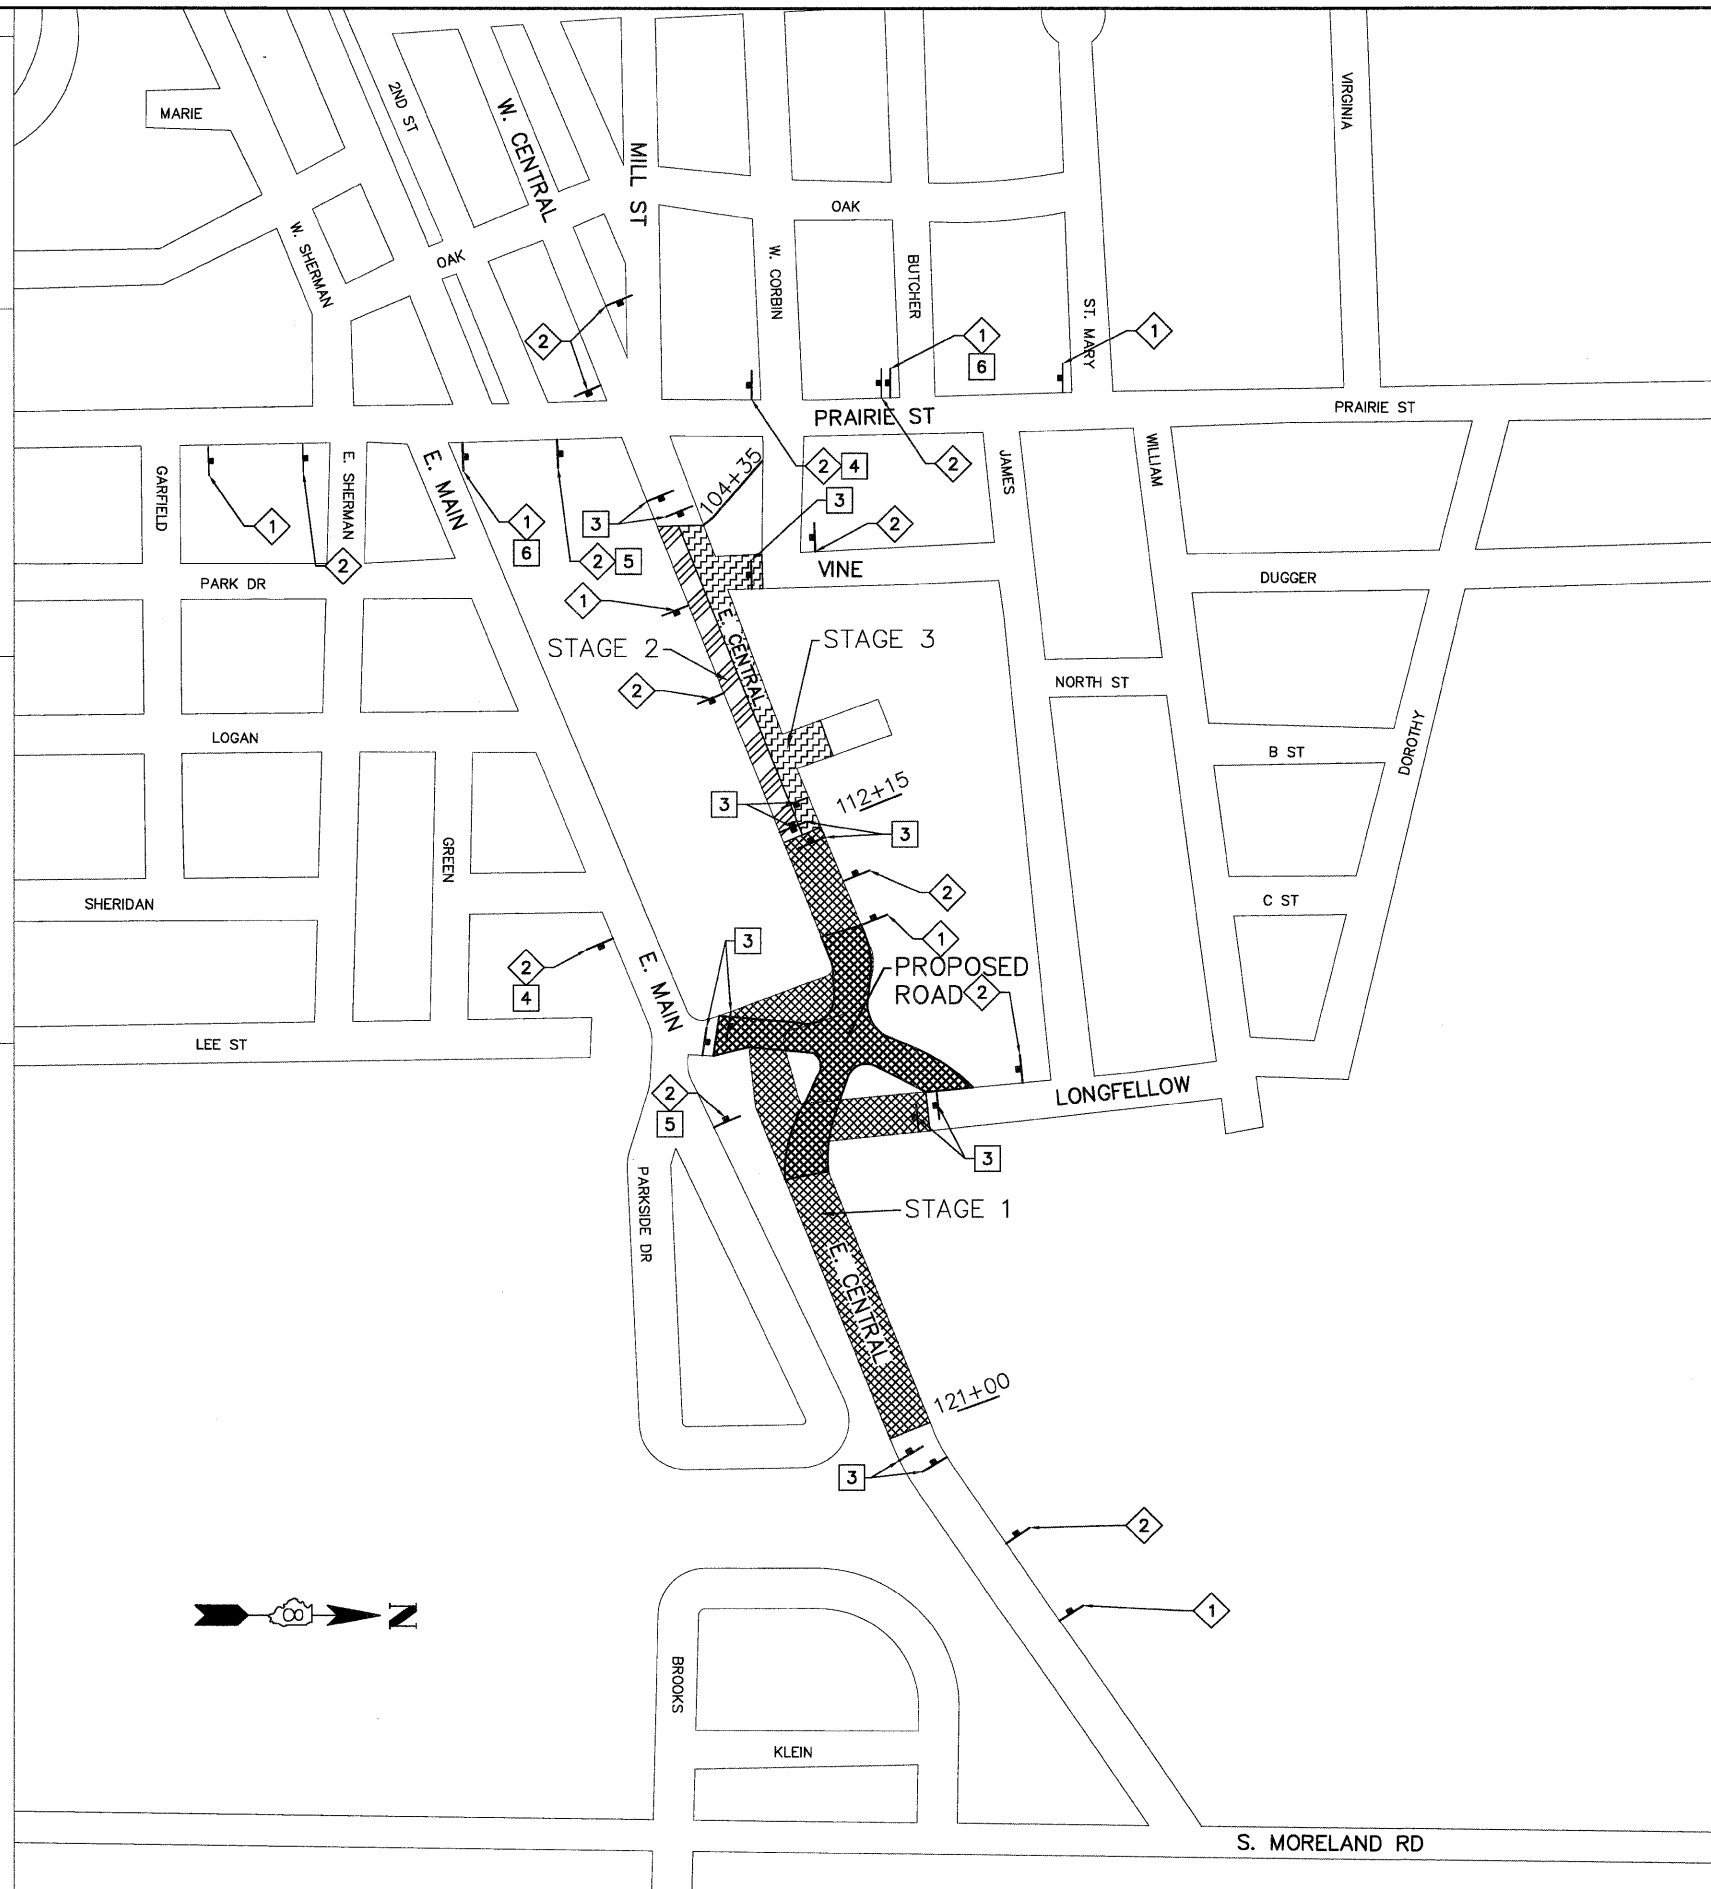 MARIE
2ND ST
W. CENTRAL
MILL ST
VIRGINIA
OAK
W. SHERMAN
OAK
W. CORBIN
BUTCHER
ST. MARY
2
1
6
1
PRAIRIE ST
PRAIRIE ST
GARFIELD
E. SHERMAN
E. MAIN
104+35
2 4
2
JAMES
WILLIAM
3
1
2
1
6
3
2 5
2
VINE
PARK DR
DUGGER
1
STAGE 2
E. CENTRAL
STAGE 3
2
NORTH ST
LOGAN
B ST
DOROTHY
3
112+15
3
GREEN
SHERIDAN
2
C ST
3
1
2
4
E. MAIN
PROPOSED
ROAD
2
LEE ST
2
5
LONGFELLOW
3
PARKSIDE DR
STAGE 1
E. CENTRAL
121+00
3
2
1
8
N
BROOKS
KLEIN
S. MORELAND RD